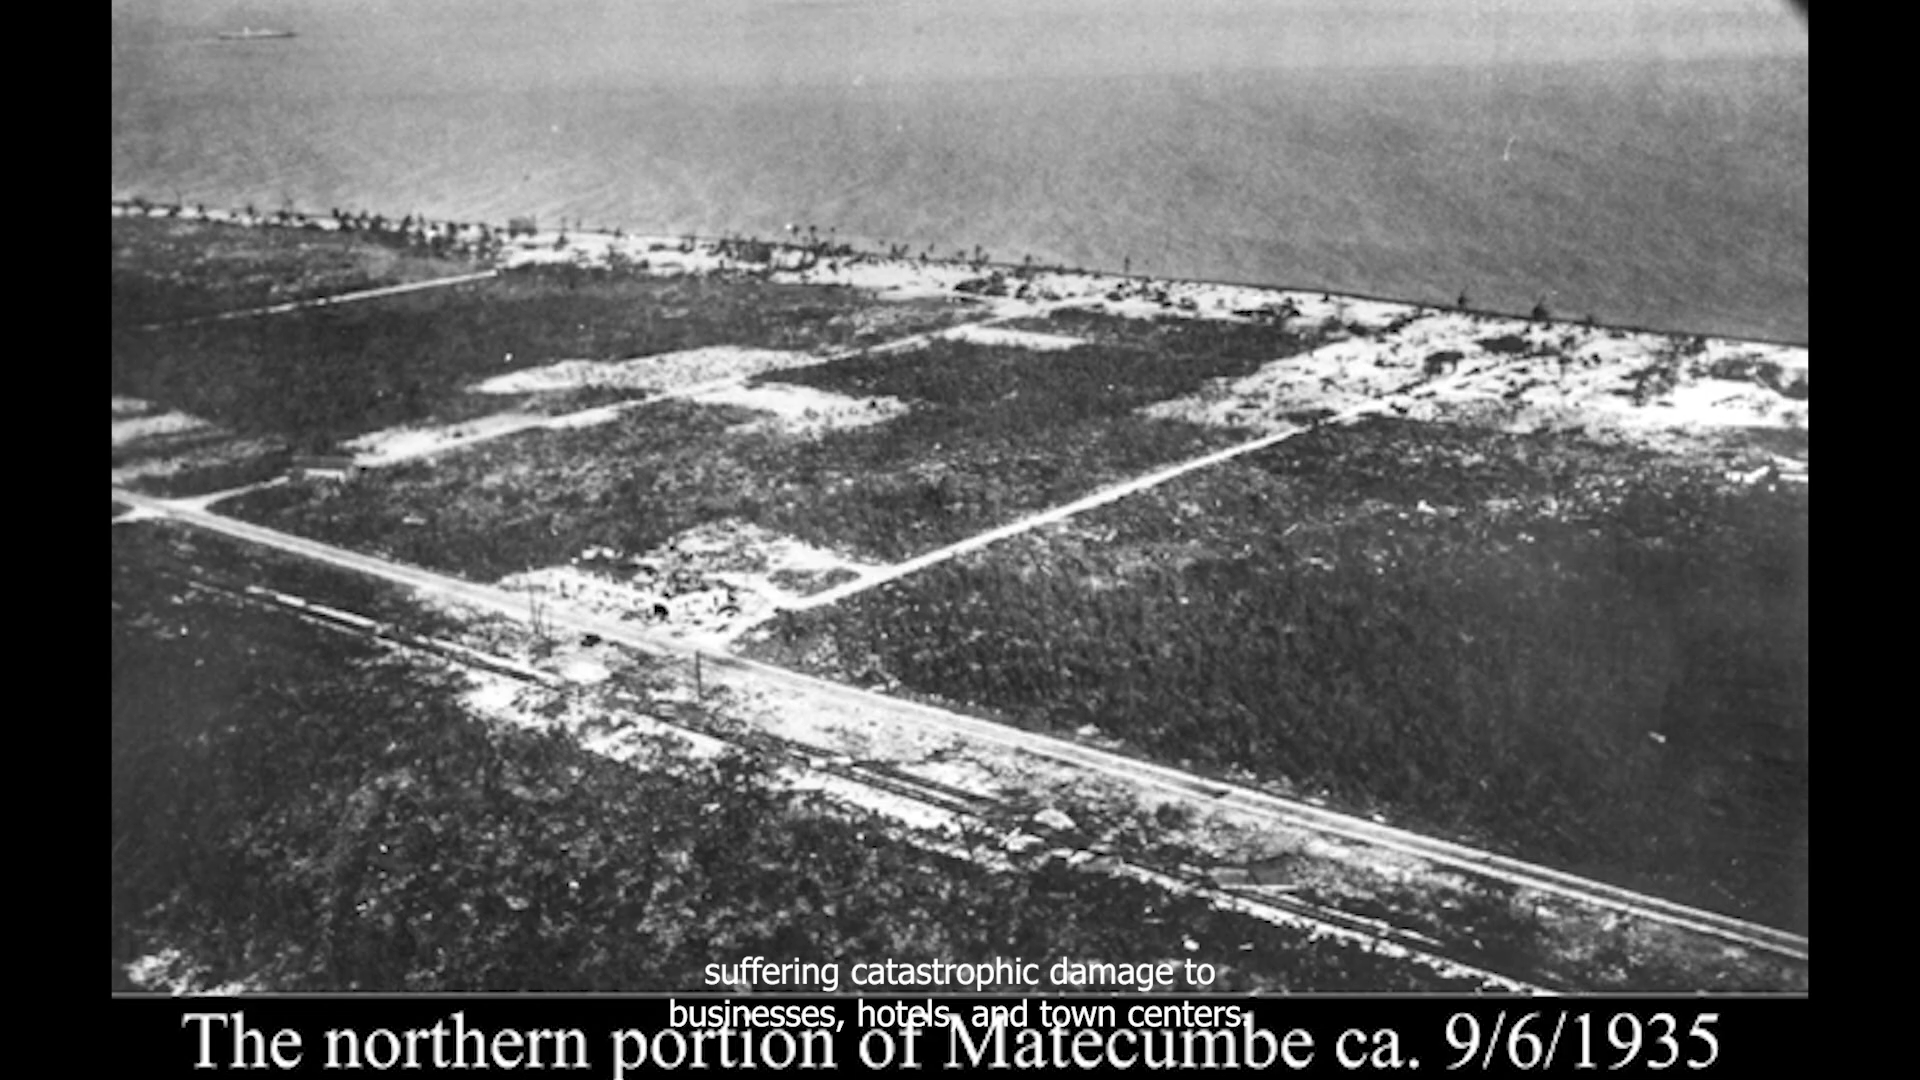 suffering catastrophic damage to
businesses, hotels, and town centers.
The northern portion of Matecumbe ca. 9/6/1935